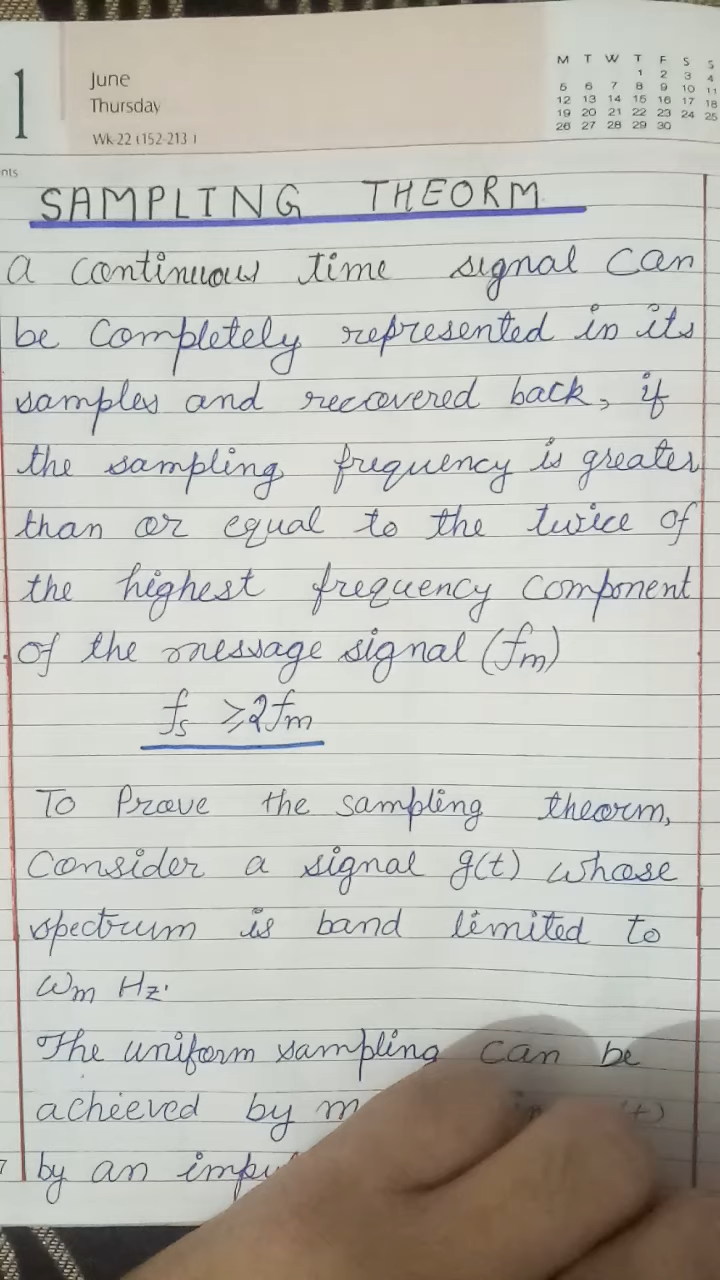 1
June
Thursday
Wk-22 (152-213)
M T W T F S S
1 2 3 4
5 6 7 8 9 10 11
12 13 14 15 16 17 18
19 20 21 22 23 24 25
26 27 28 29 30
nts
SAMPLING THEORM
a continuous time signal can
be completely represented in its
samples and recovered back, if
the sampling frequency is greater
than or equal to the twice of
the highest frequency component
of the message signal (fm)
fs ≥2fm
To Prove the sampling theorm,
Consider a signal g(t) whose
spectrum is band limited to
Wm Hz.
The uniform sampling can be
achieved by
7
by an